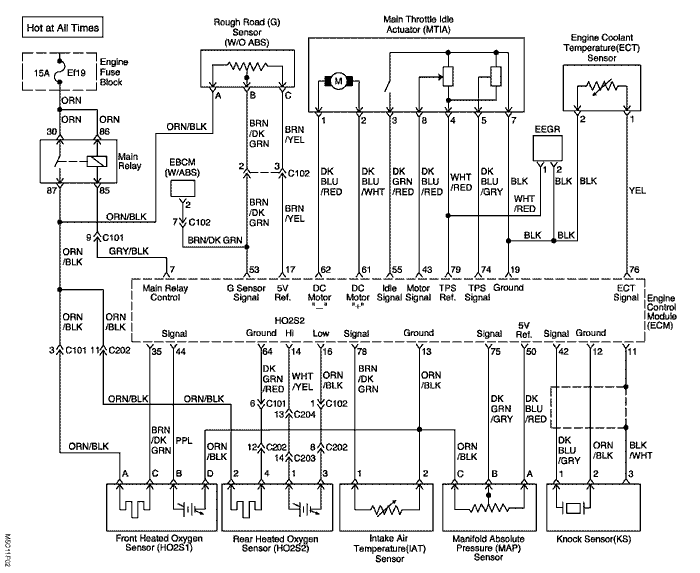 Hot at All Times
Rough Road (G)
Sensor
(W/O ABS)
Main Throttle Idle
Actuator (MTIA)
Engine Coolant
Temperature(ECT)
Sensor
15A Ef19
Engine
Fuse
Block
M
A B C
1 2 3 8 4 5 7
2 1
ORN
ORN ORN
30 86
ORN/BLK
BRN
/DK
GRN
BRN
/YEL
Main
Relay
87 85
EBCM
(W/ABS)
2
2 3 C102
DK
BLU
/RED
DK
BLU
/WHT
DK
GRN
/RED
DK
BLU
/RED
WHT
/RED
DK
BLU
/GRY
BLK
EEGR
1 2
WHT
/RED
BLK
BLK
YEL
ORN/BLK
7 C102
BRN
/DK
GRN
BRN
/YEL
9 C101
BRN/DK GRN
BLK BLK
ORN
/BLK
GRY/BLK
7 53 17 62 61 55 43 79 74 19 76
Main Relay
Control
G Sensor
Signal
5V
Ref.
DC
Motor
"—"
DC
Motor
"+"
Idle
Signal
Motor
Signal
TPS
Ref.
TPS
Signal
Ground
ECT
Signal
Engine
Control
Module
(ECM)
HO2S2
Signal Ground Hi Low Signal Ground Signal 5V
Ref.
Signal Ground
35 44 64 14 16 78 13 75 50 42 12 11
ORN
/BLK
ORN
/BLK
3 C101 11 C202
DK
GRN
/RED
WHT
/YEL
ORN
/BLK
BRN
/DK
GRN
ORN
/BLK
6 C101
13 C204
1 C102
ORN/BLK
ORN/BLK
BRN
/DK
GRN
PPL
ORN
/BLK
12 C202
14 C203
8 C202
ORN/BLK
ORN
/BLK
DK
GRN
/GRY
DK
BLU
/RED
DK
BLU
/GRY
ORN
/BLK
BLK
/WHT
A C B D
2 4 1 3
1 2
C B A
1 2 3
Front Heated Oxygen
Sensor (HO2S1)
Rear Heated Oxygen
Sensor (HO2S2)
Intake Air
Temperature(IAT)
Sensor
Manifold Absolute
Pressure (MAP)
Sensor
Knock Sensor(KS)